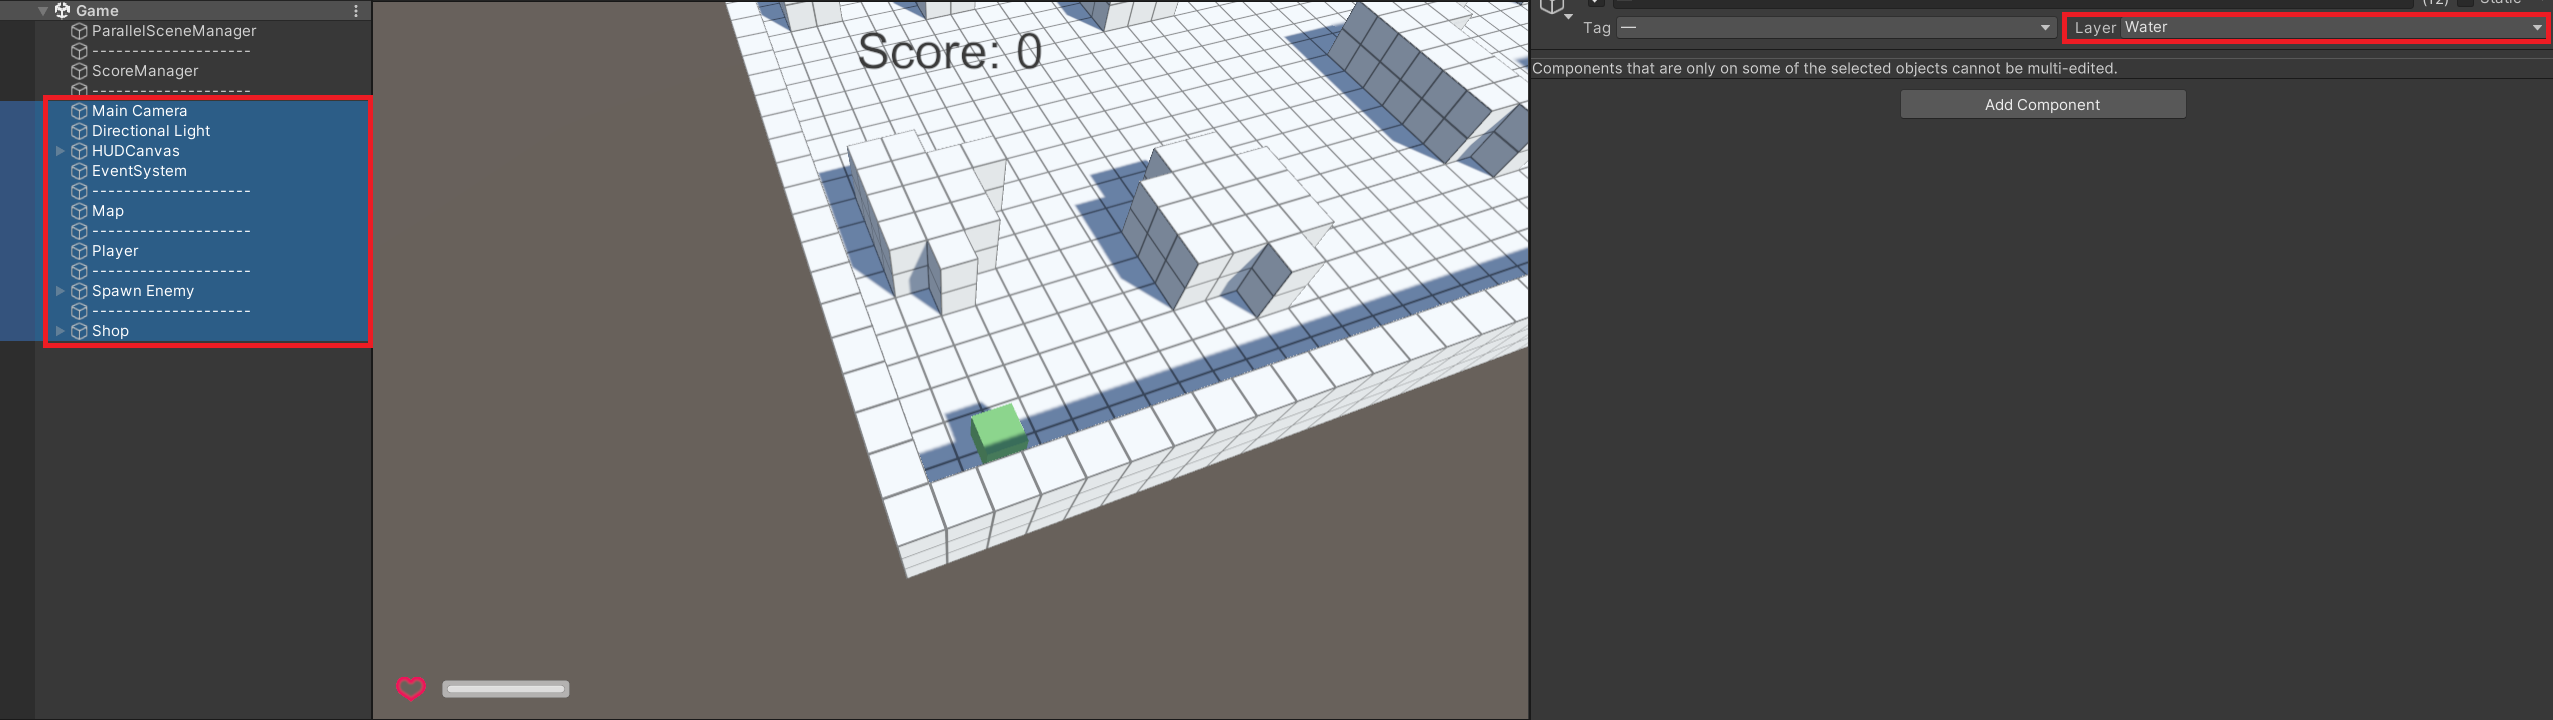 Game
ParallelSceneManager
--------------------
ScoreManager
--------------------
Main Camera
Directional Light
HUDCanvas
EventSystem
--------------------
Map
--------------------
Player
--------------------
Spawn Enemy
--------------------
Shop
Score: 0
Tag —
Layer Water
Components that are only on some of the selected objects cannot be multi-edited.
Add Component